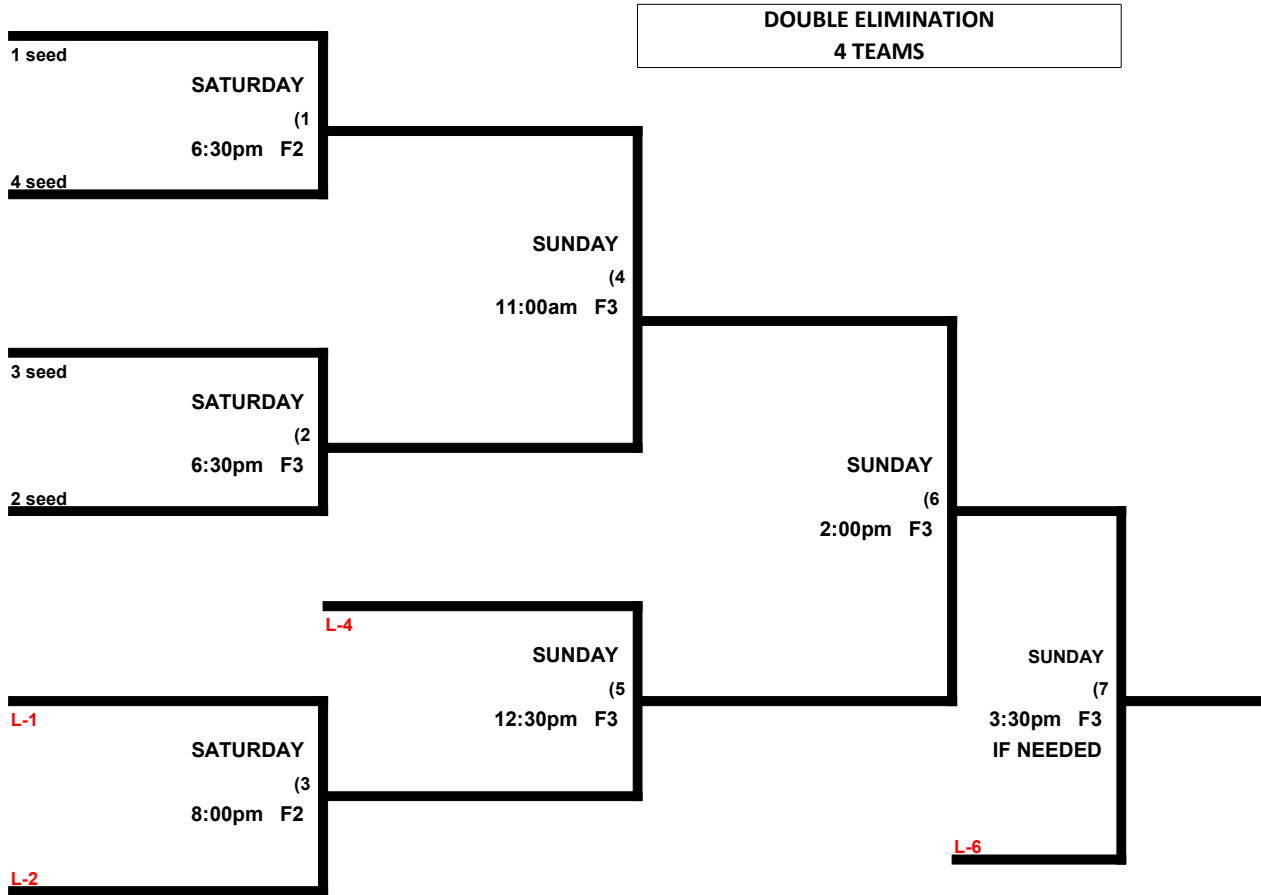 DOUBLE ELIMINATION
4 TEAMS
1 seed
SATURDAY
(1
6:30pm F2
4 seed
SUNDAY
(4
11:00am F3
3 seed
SATURDAY
(2
6:30pm F3
2 seed
SUNDAY
(6
2:00pm F3
L-4
SUNDAY
(5
12:30pm F3
SUNDAY
(7
3:30pm F3
IF NEEDED
L-1
SATURDAY
(3
8:00pm F2
L-6
L-2